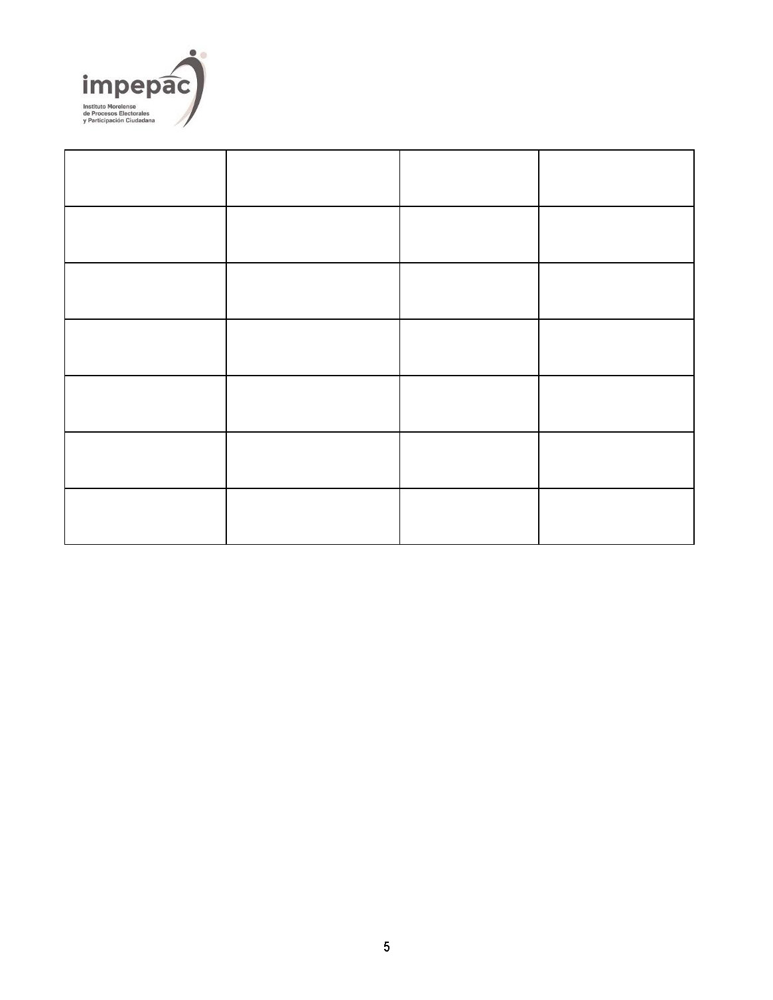 impepac
Instituto Morelense
de Procesos Electorales
y Participación Ciudadana
5